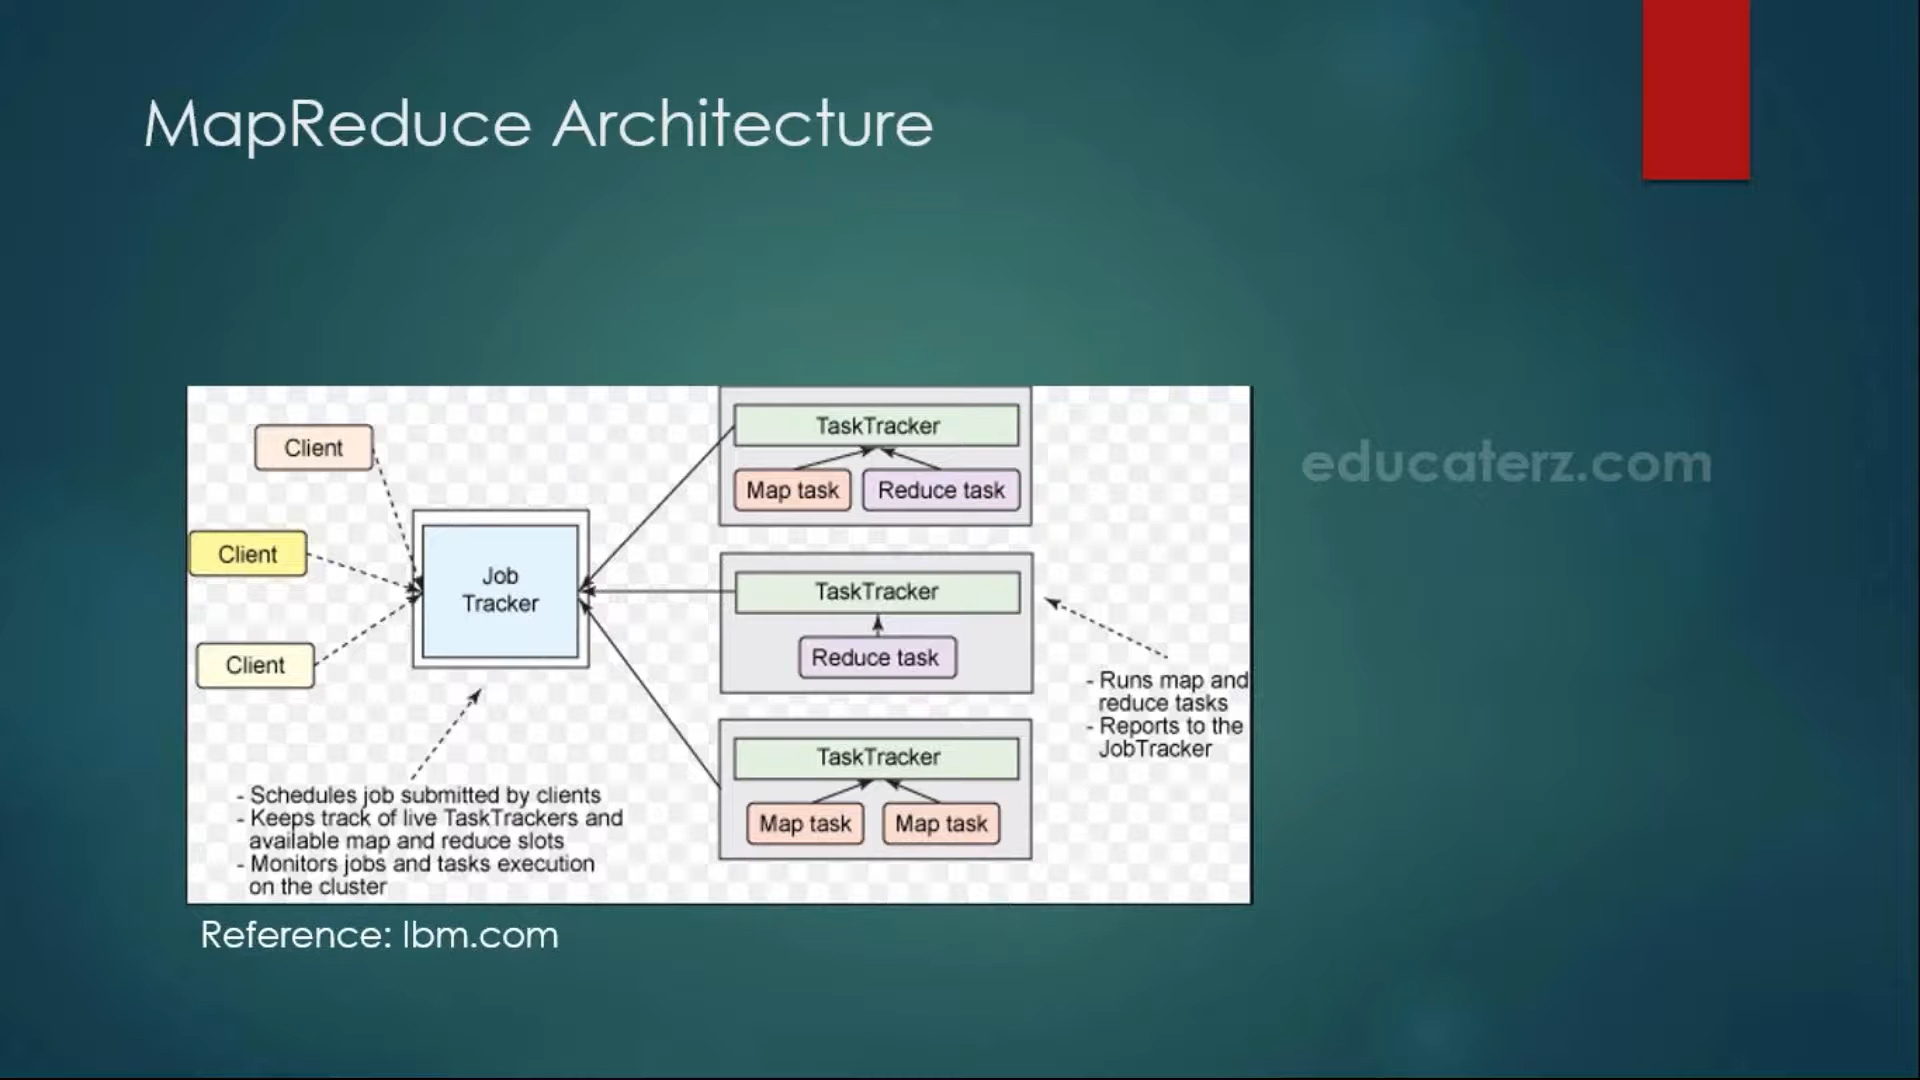 MapReduce Architecture
educaterz.com
Client
Client
Client
Job
Tracker
TaskTracker
Map task
Reduce task
TaskTracker
Reduce task
TaskTracker
Map task
Map task
- Runs map and
reduce tasks
- Reports to the
JobTracker
- Schedules job submitted by clients
- Keeps track of live TaskTrackers and
available map and reduce slots
- Monitors jobs and tasks execution
on the cluster
Reference: Ibm.com